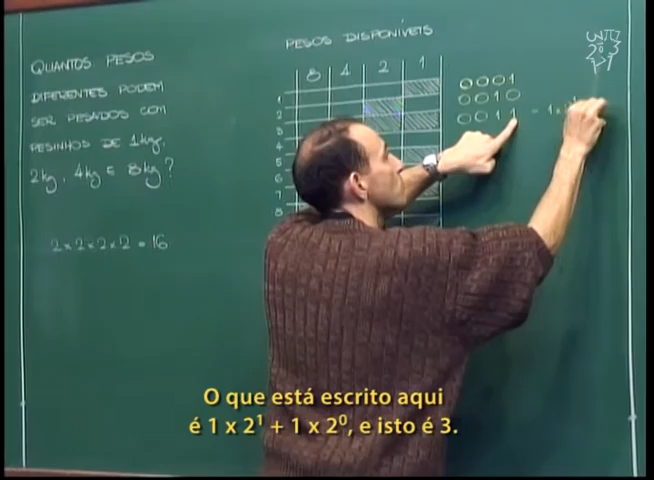 QUANTOS PESOS
DIFERENTES PODEM
SER PESADOS COM
PESINHOS DE 1kg,
2kg, 4kg E 8kg?
2×2×2×2 = 16
PESOS DISPONÍVEIS
8 4 2 1
1
2
3
4
5
6
7
8
0001
0010
0011 = 1×2
O que está escrito aqui
é 1 x 2¹ + 1 x 2⁰, e isto é 3.